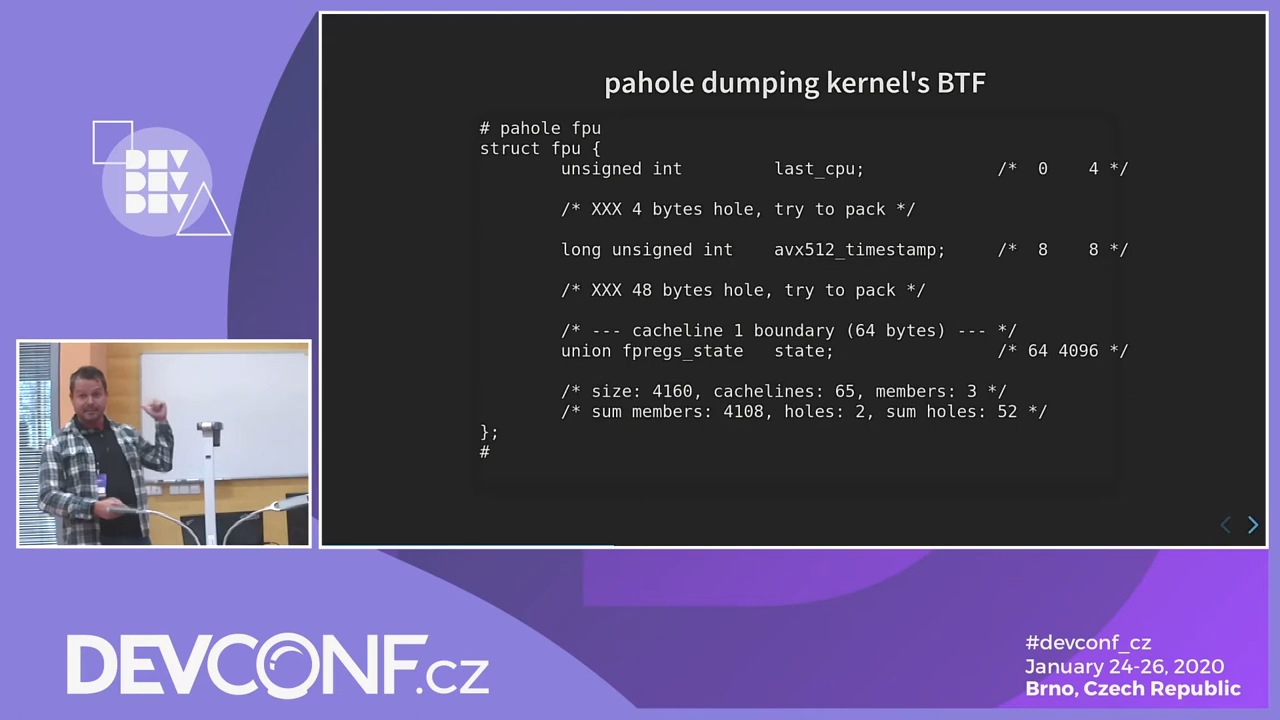 DEV
DEV
DEV
pahole dumping kernel's BTF
# pahole fpu
struct fpu {
unsigned int last_cpu; /* 0 4 */
/* XXX 4 bytes hole, try to pack */
long unsigned int avx512_timestamp; /* 8 8 */
/* XXX 48 bytes hole, try to pack */
/* --- cacheline 1 boundary (64 bytes) --- */
union fpregs_state state; /* 64 4096 */
/* size: 4160, cachelines: 65, members: 3 */
/* sum members: 4108, holes: 2, sum holes: 52 */
};
#
DEVCONF.cz
#devconf_cz
January 24-26, 2020
Brno, Czech Republic